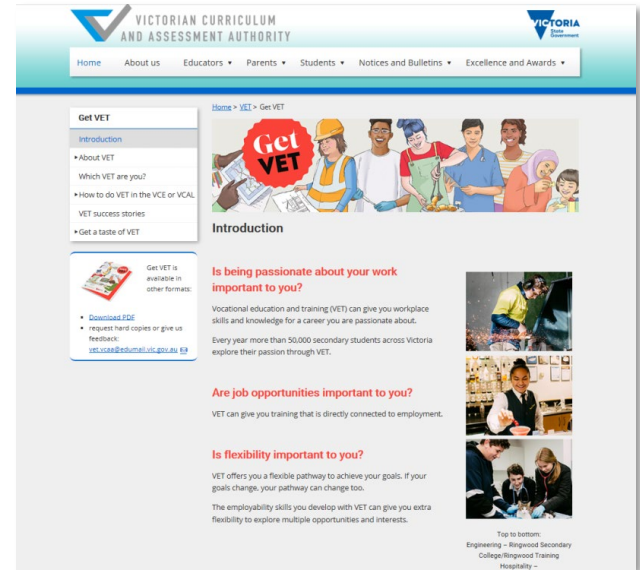 VICTORIAN CURRICULUM
AND ASSESSMENT AUTHORITY
VICTORIA
State
Government
Home
About us
Educators ▾
Parents ▾
Students ▾
Notices and Bulletins ▾
Excellence and Awards ▾
Home > VET > Get VET
Get VET
Introduction
▸About VET
Which VET are you?
▸How to do VET in the VCE or VCAL
VET success stories
▸Get a taste of VET
Get VET is
available in
other formats:
• Download PDF
• request hard copies or give us
feedback:
vet.vcaa@edumail.vic.gov.au
Get
VET
Introduction
Is being passionate about your work
important to you?
Vocational education and training (VET) can give you workplace
skills and knowledge for a career you are passionate about.
Every year more than 50,000 secondary students across Victoria
explore their passion through VET.
Are job opportunities important to you?
VET can give you training that is directly connected to employment.
Is flexibility important to you?
VET offers you a flexible pathway to achieve your goals. If your
goals change, your pathway can change too.
The employability skills you develop with VET can give you extra
flexibility to explore multiple opportunities and interests.
Top to bottom:
Engineering – Ringwood Secondary
College/Ringwood Training
Hospitality –